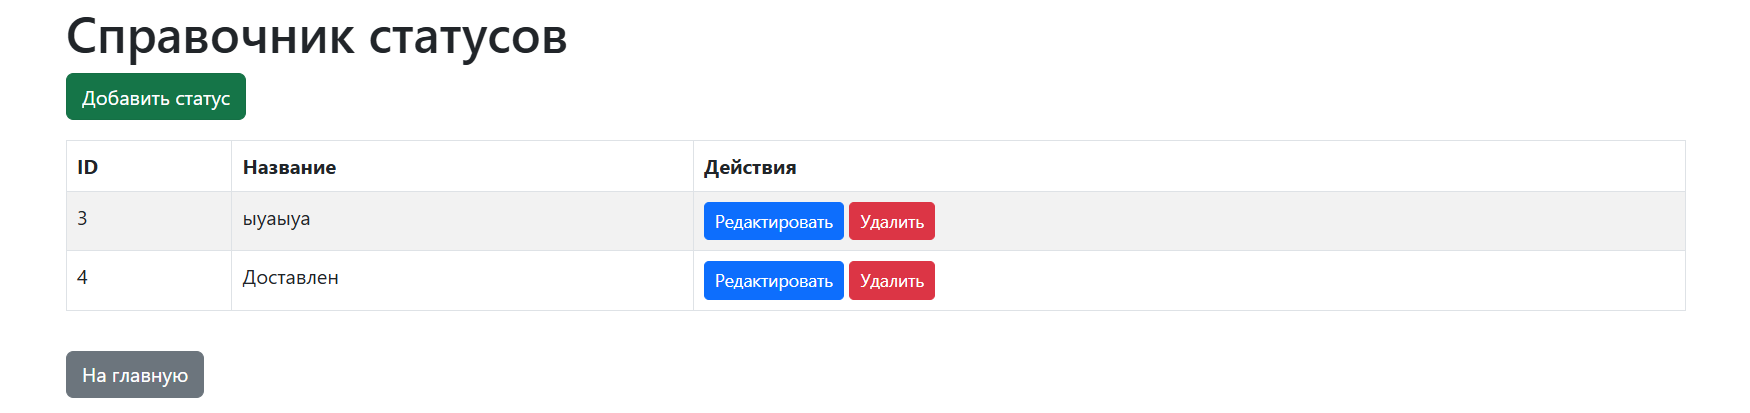 Справочник статусов
Добавить статус
ID Название Действия
3 ыуаыуа Редактировать Удалить
4 Доставлен Редактировать Удалить
На главную